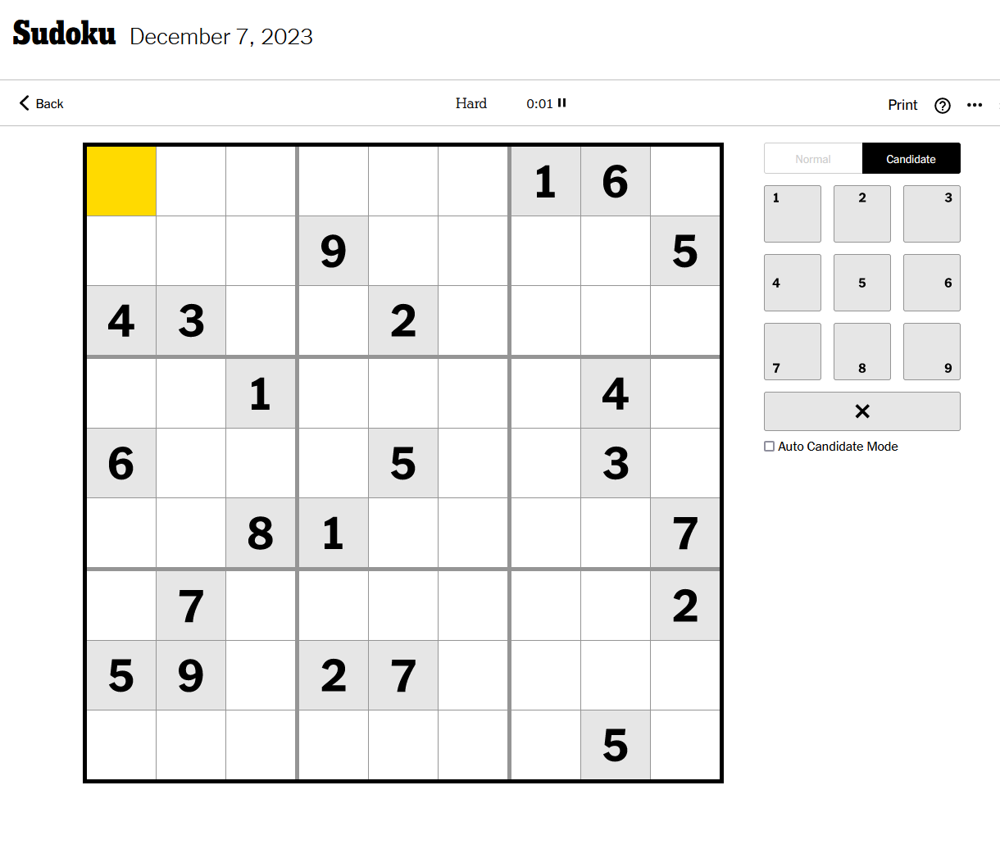 Sudoku December 7, 2023
Back Hard 0:01 Print ? •••
Normal Candidate
1 6
9 5
4 3 2
1 4
6 5 3
8 1 7
7 2
5 9 2 7
5
1 2 3
4 5 6
7 8 9
Auto Candidate Mode